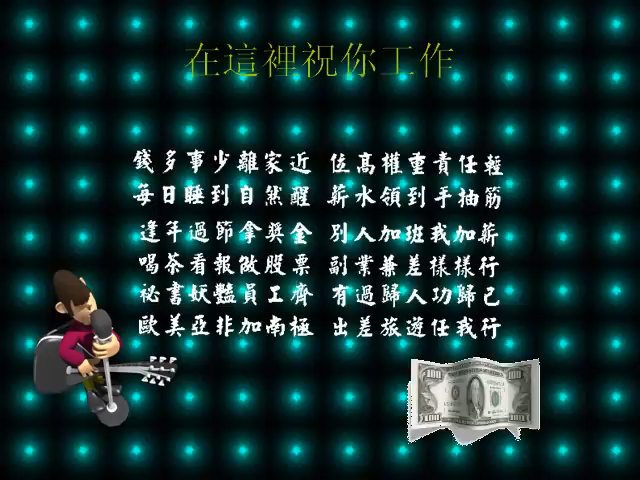 在這裡祝你工作
錢多事少離家近 位高權重責任輕
每日睡到自然醒 薪水領到手抽筋
逢年過節拿獎金 別人加班我加薪
喝茶看報做股票 副業兼差樣樣行
祕書妖豔員工齊 有過歸人功歸己
歐美亞非加南極 出差旅遊任我行
100 100
100 100